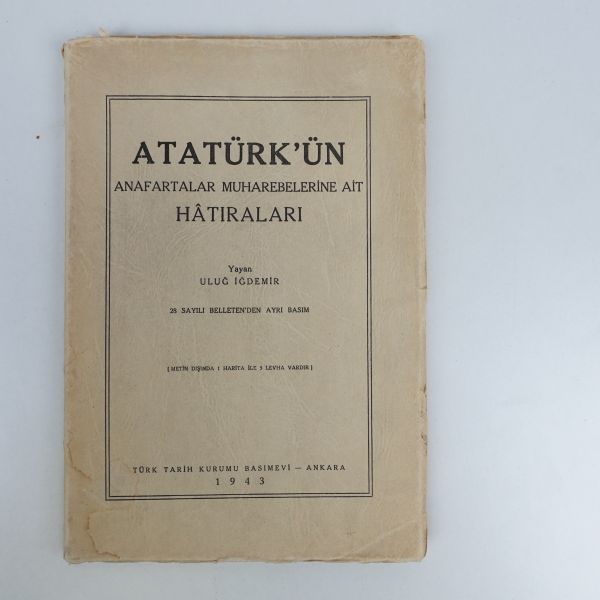 ATATÜRK'ÜN
ANAFARTALAR MUHAREBELERİNE AİT
HÂTIRALARI
Yayan
ULUĞ İĞDEMİR
28 SAYILI BELLETEN'DEN AYRI BASIM
[ METİN DIŞINDA 1 HARİTA İLE 5 LEVHA VARDIR ]
TÜRK TARİH KURUMU BASIMEVİ — ANKARA
1943